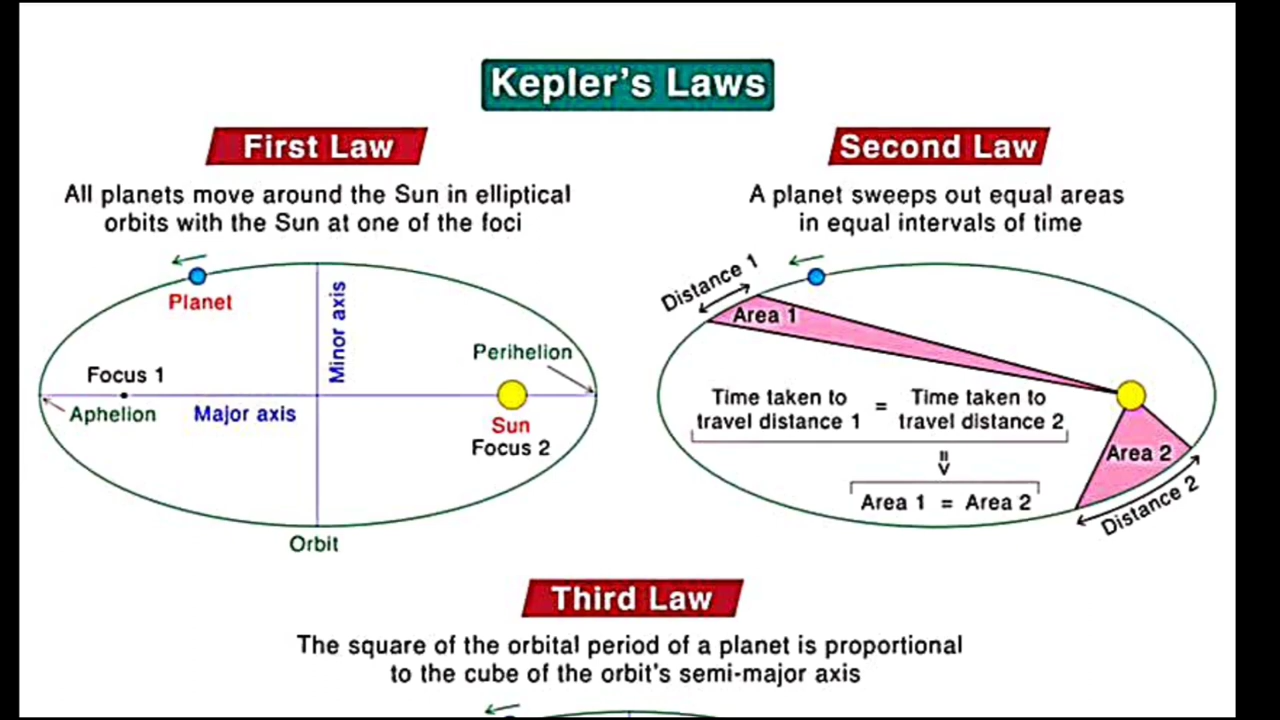 Kepler's Laws
First Law
All planets move around the Sun in elliptical
orbits with the Sun at one of the foci
Planet
Minor axis
Perihelion
Focus 1
Aphelion
Major axis
Sun
Focus 2
Orbit
Second Law
A planet sweeps out equal areas
in equal intervals of time
Distance 1
Area 1
Time taken to
travel distance 1
=
Time taken to
travel distance 2
Area 2
Distance 2
Area 1 = Area 2
Third Law
The square of the orbital period of a planet is proportional
to the cube of the orbit's semi-major axis